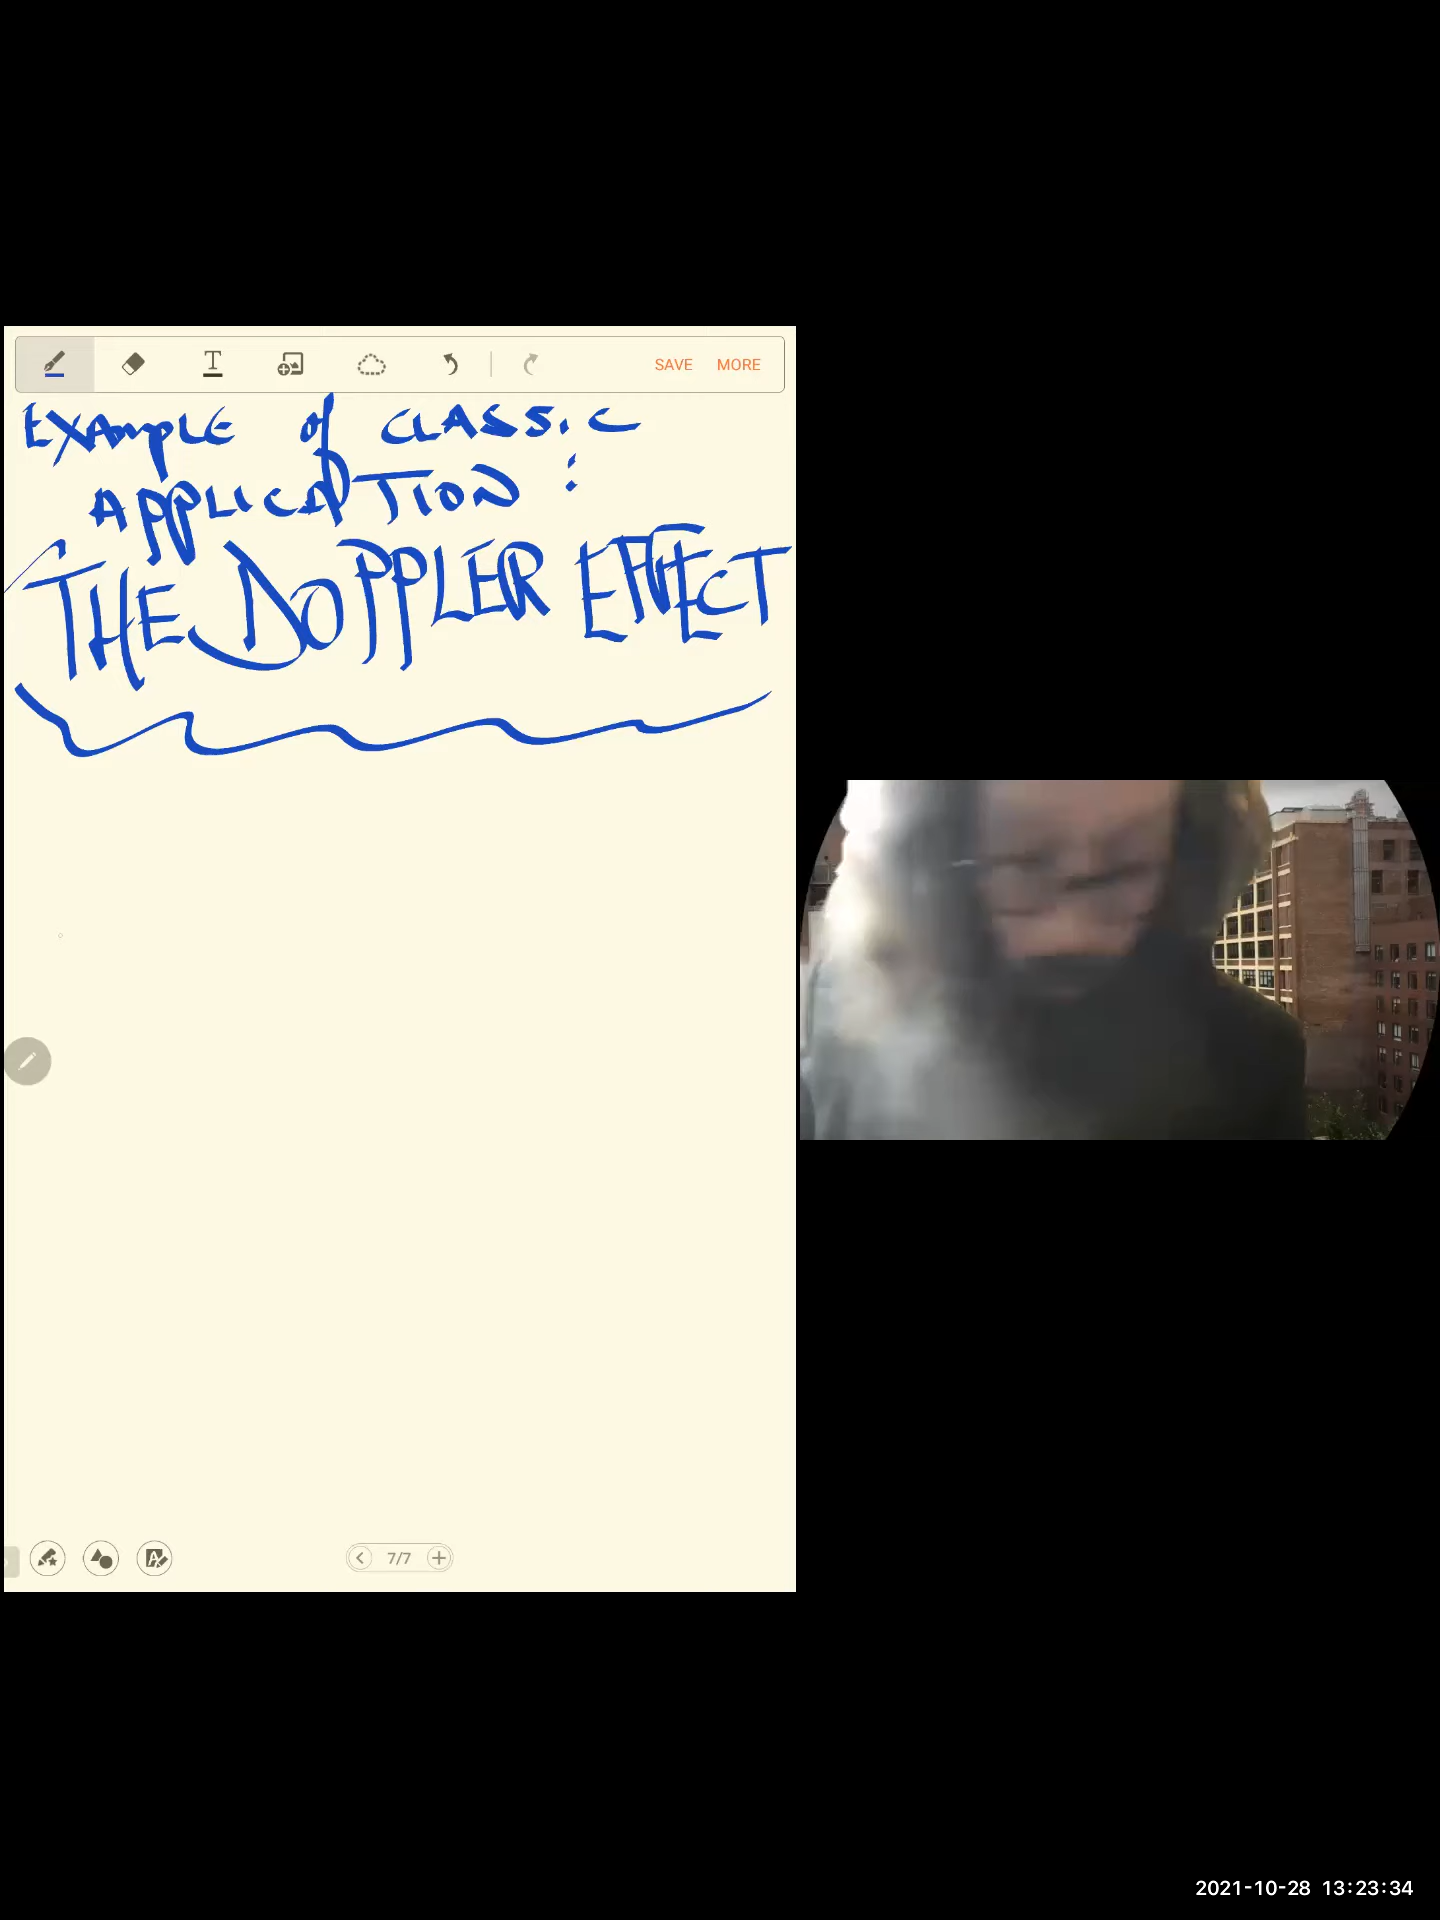 T
SAVE MORE
EXAMPLE of CLASSIC
APPLICATION :
THE DOPPLER EFFECT
A
7/7
2021-10-28 13:23:34